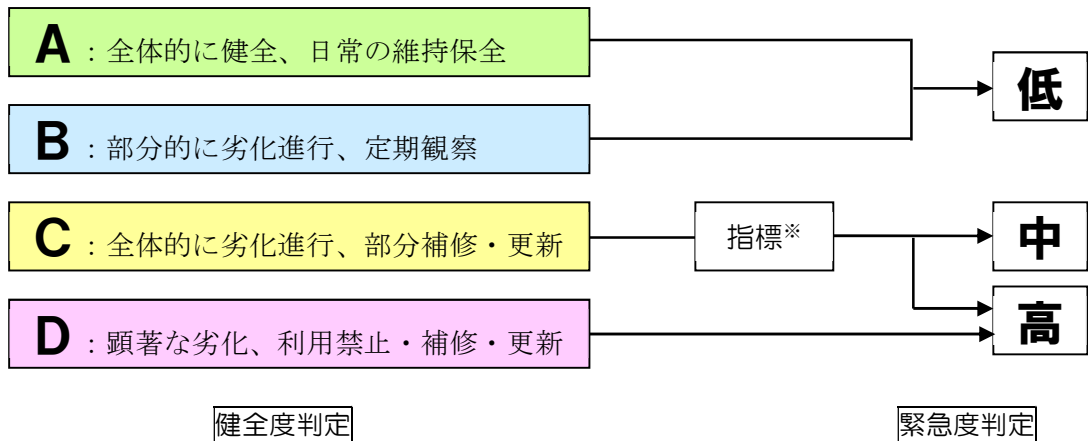 A：全体的に健全、日常の維持保全
低
B：部分的に劣化進行、定期観察
C：全体的に劣化進行、部分補修・更新
指標※
中
D：顕著な劣化、利用禁止・補修・更新
高
健全度判定
緊急度判定